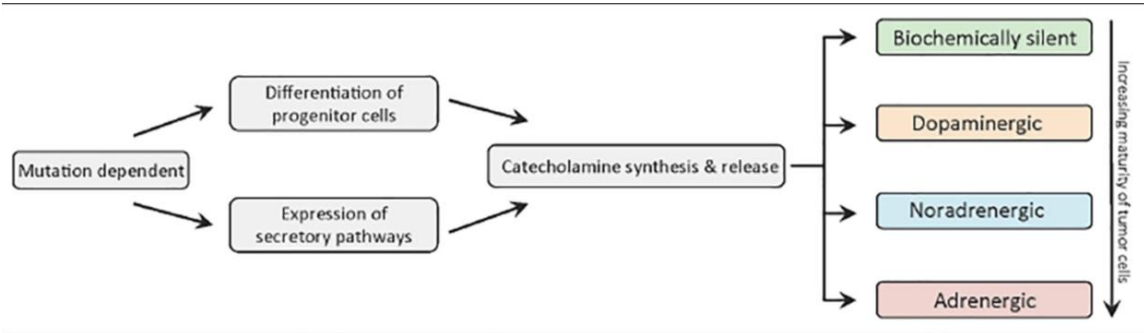 Mutation dependent
Differentiation of
progenitor cells
Expression of
secretory pathways
Catecholamine synthesis & release
Biochemically silent
Dopaminergic
Noradrenergic
Adrenergic
Increasing maturity of tumor cells